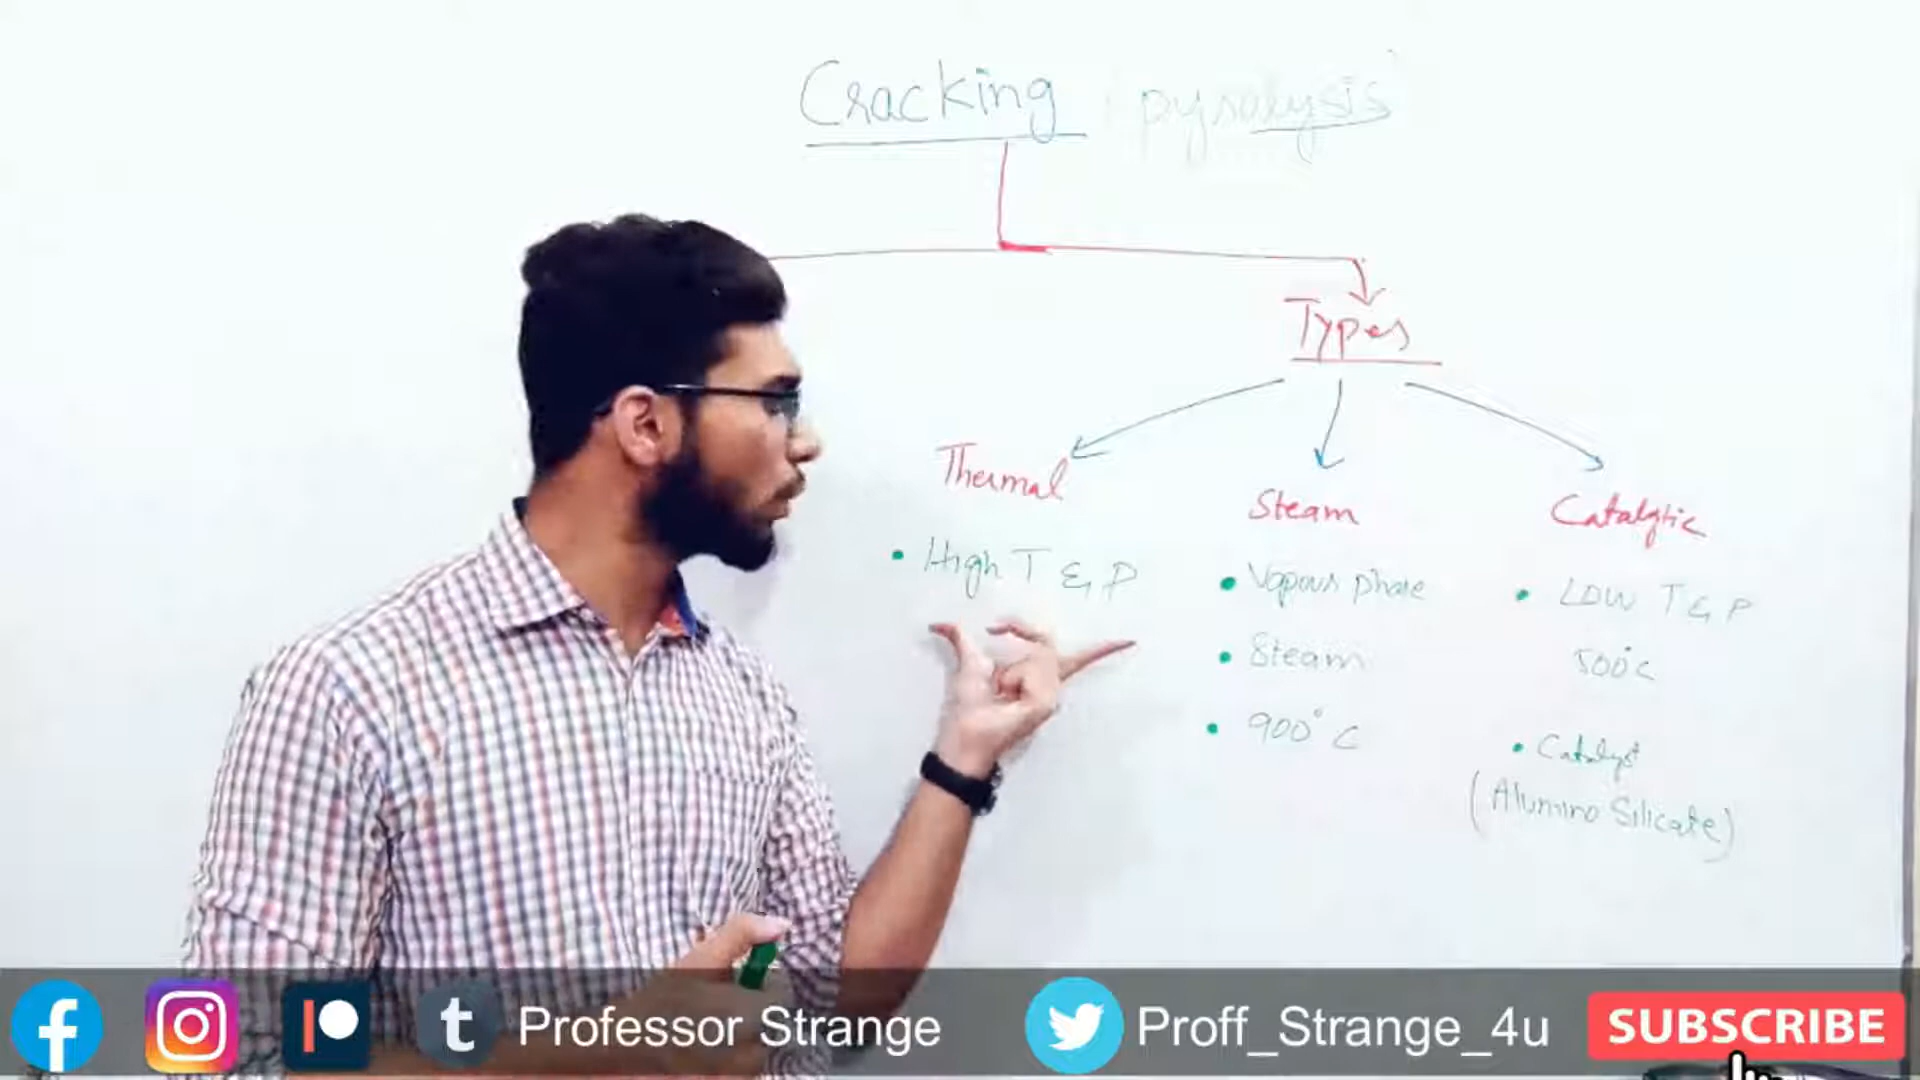 Cracking pyrolysis
Types
Thermal
Steam
Catalytic
• High T & P
• Vapour phase
• Low T & P
• Steam
500°C
• 900°C
• Catalyst
(Alumino Silicate)
f
t
Professor Strange
Proff_Strange_4u
SUBSCRIBE